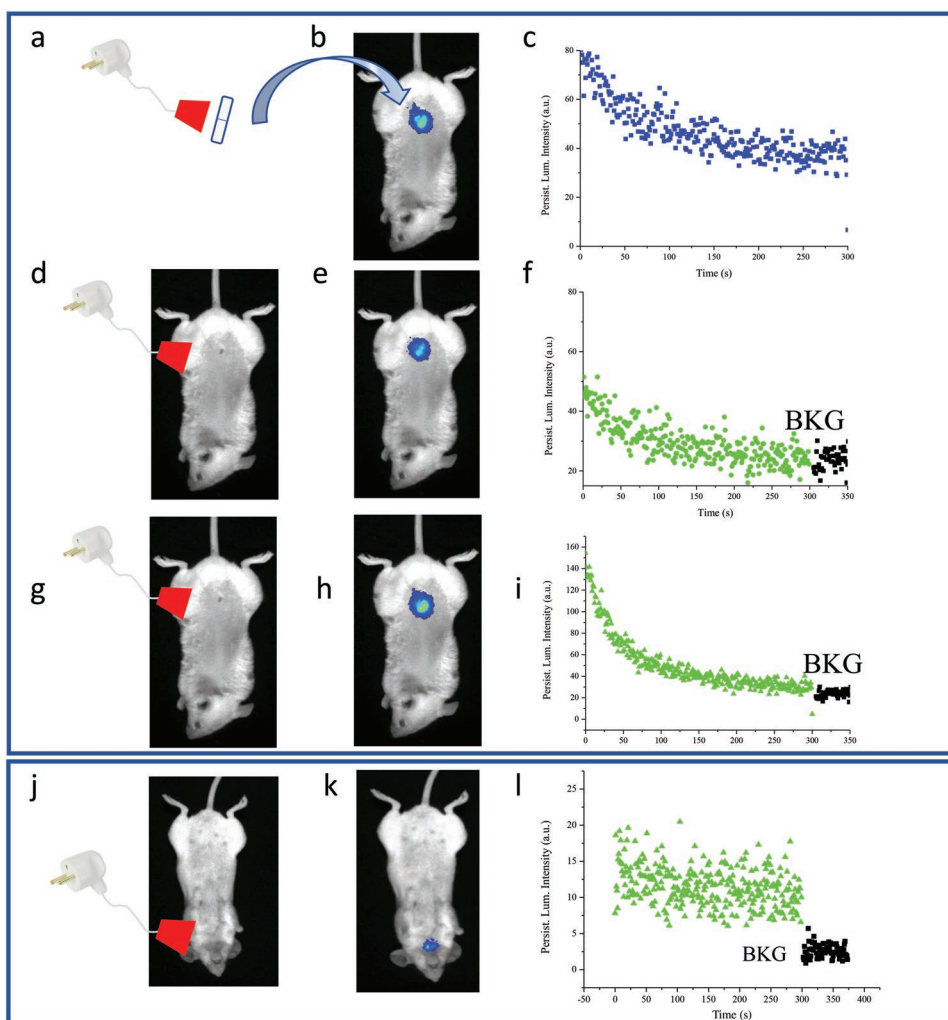 a
b
c
80
60
40
20
0
0 50 100 150 200 250 300
Persist. Lum. Intensity (a.u.)
Time (s)
d
e
f
80
60
40
20
0 50 100 150 200 250 300 350
Persist. Lum. Intensity (a.u.)
Time (s)
BKG
g
h
i
160
140
120
100
80
60
40
20
0
0 50 100 150 200 250 300 350
Persist. Lum. Intensity (a.u.)
Time (s)
BKG
j
k
l
25
20
15
10
5
0
-50 0 50 100 150 200 250 300 350 400
Persist. Lum. Intensity (a.u.)
Time (s)
BKG